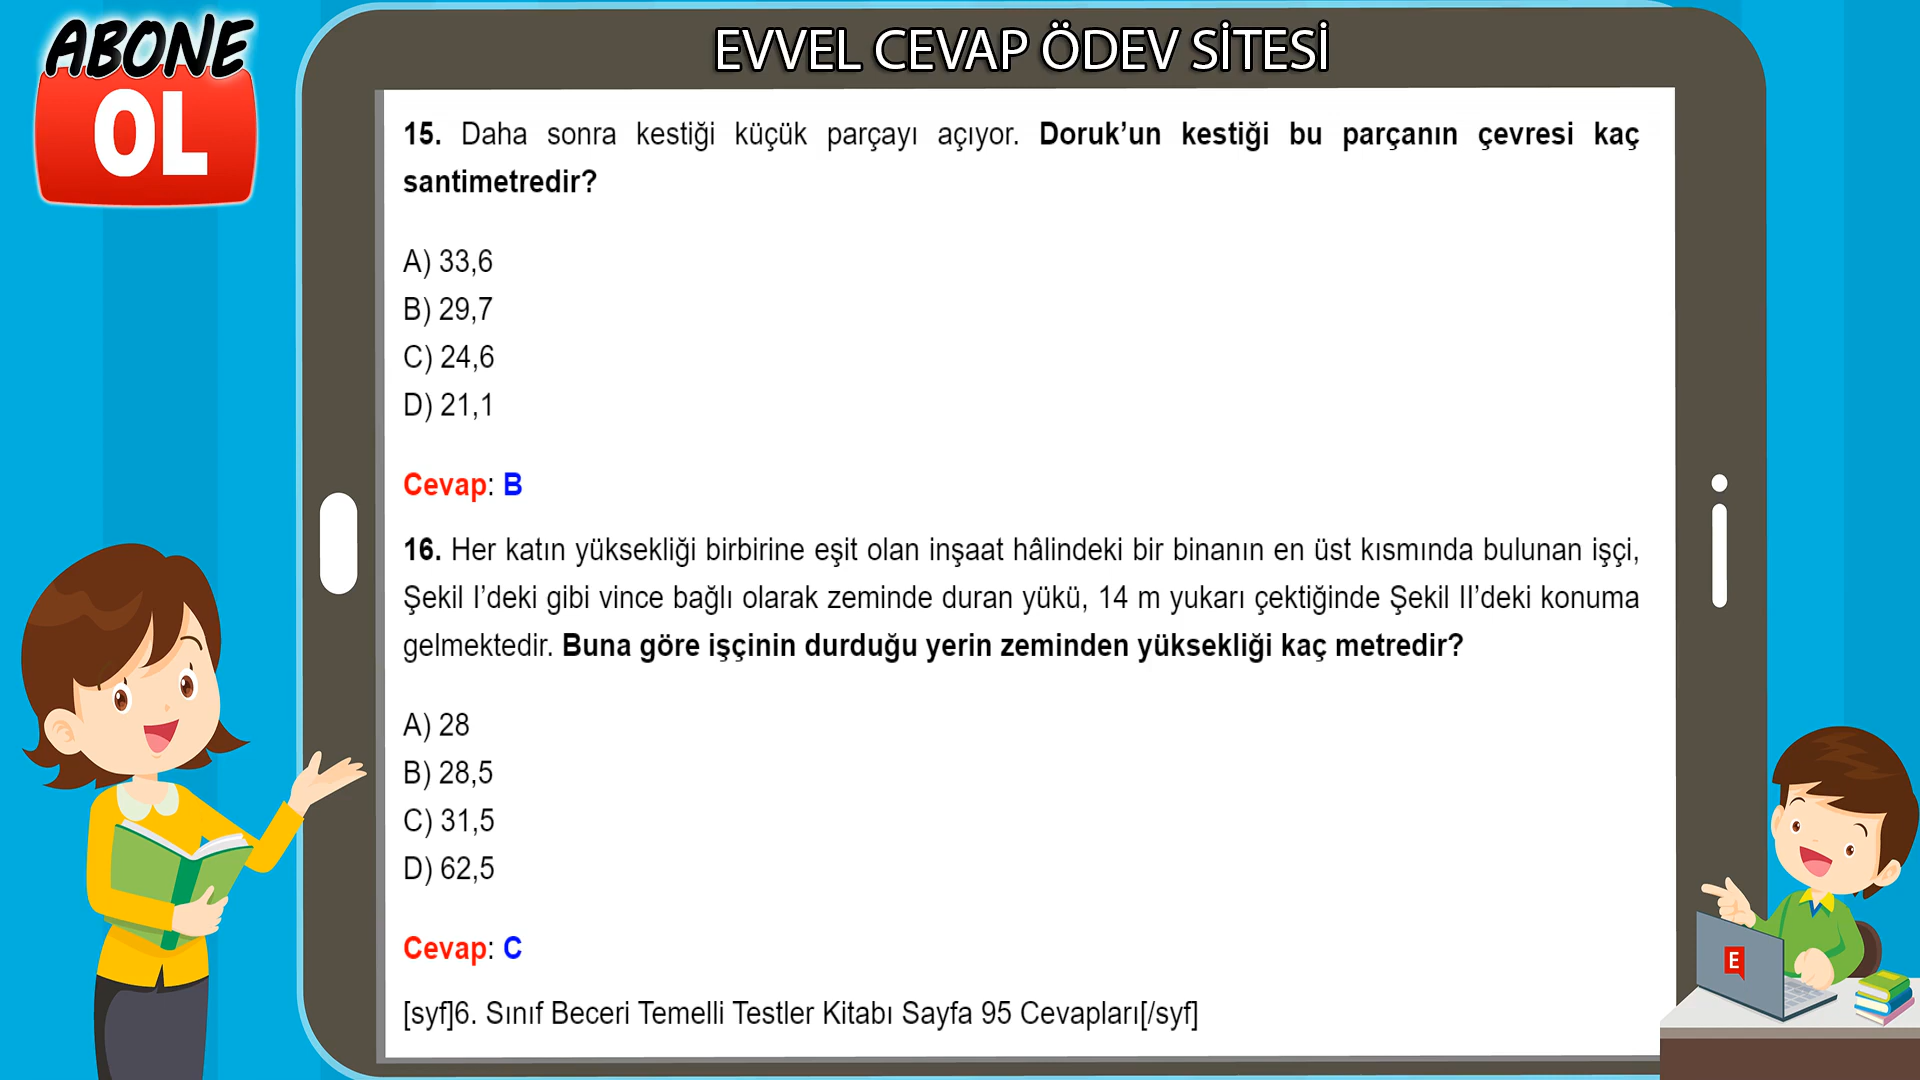 ABONE
OL
EVVEL CEVAP ÖDEV SİTESİ
15. Daha sonra kestiği küçük parçayı açıyor. Doruk’un kestiği bu parçanın çevresi kaç
santimetredir?
A) 33,6
B) 29,7
C) 24,6
D) 21,1
Cevap: B
16. Her katın yüksekliği birbirine eşit olan inşaat hâlindeki bir binanın en üst kısmında bulunan işçi,
Şekil I’deki gibi vince bağlı olarak zeminde duran yükü, 14 m yukarı çektiğinde Şekil II’deki konuma
gelmektedir. Buna göre işçinin durduğu yerin zeminden yüksekliği kaç metredir?
A) 28
B) 28,5
C) 31,5
D) 62,5
Cevap: C
[syf]6. Sınıf Beceri Temelli Testler Kitabı Sayfa 95 Cevapları[/syf]
E